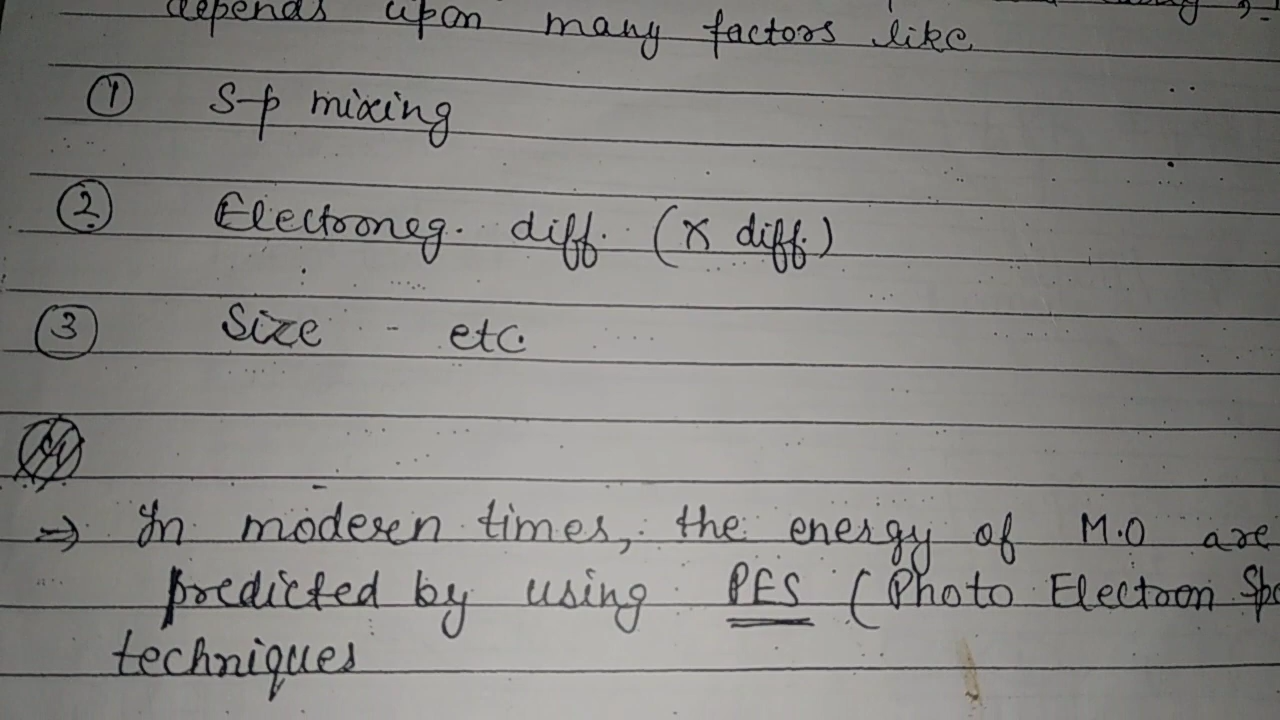 depends upon many factors like
① S-p mixing
② Electroneg. diff. (x diff.)
③ Size - etc.
⇒ In modern times, the energy of M.O are
predicted by using PES (Photo Electron
techniques